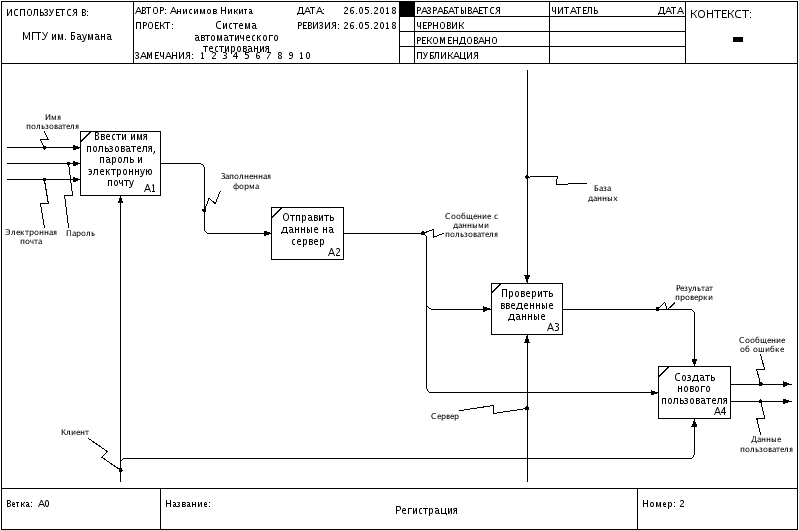 ИСПОЛЬЗУЕТСЯ В:
МГТУ им. Баумана
АВТОР: Анисимов Никита
ДАТА: 26.05.2018
ПРОЕКТ: Система
автоматического
тестирования
РЕВИЗИЯ: 26.05.2018
ЗАМЕЧАНИЯ: 1 2 3 4 5 6 7 8 9 10
РАЗРАБАТЫВАЕТСЯ
ЧЕРНОВИК
РЕКОМЕНДОВАНО
ПУБЛИКАЦИЯ
ЧИТАТЕЛЬ
ДАТА
КОНТЕКСТ:
Имя
пользователя
Ввести имя
пользователя,
пароль и
электронную
почту
A1
Электронная
почта
Пароль
Заполненная
форма
Отправить
данные на
сервер
A2
Сообщение с
данными
пользователя
База
данных
Проверить
введенные
данные
A3
Результат
проверки
Сообщение
об ошибке
Создать
нового
пользователя
A4
Данные
пользователя
Сервер
Клиент
Ветка: A0
Название:
Регистрация
Номер: 2